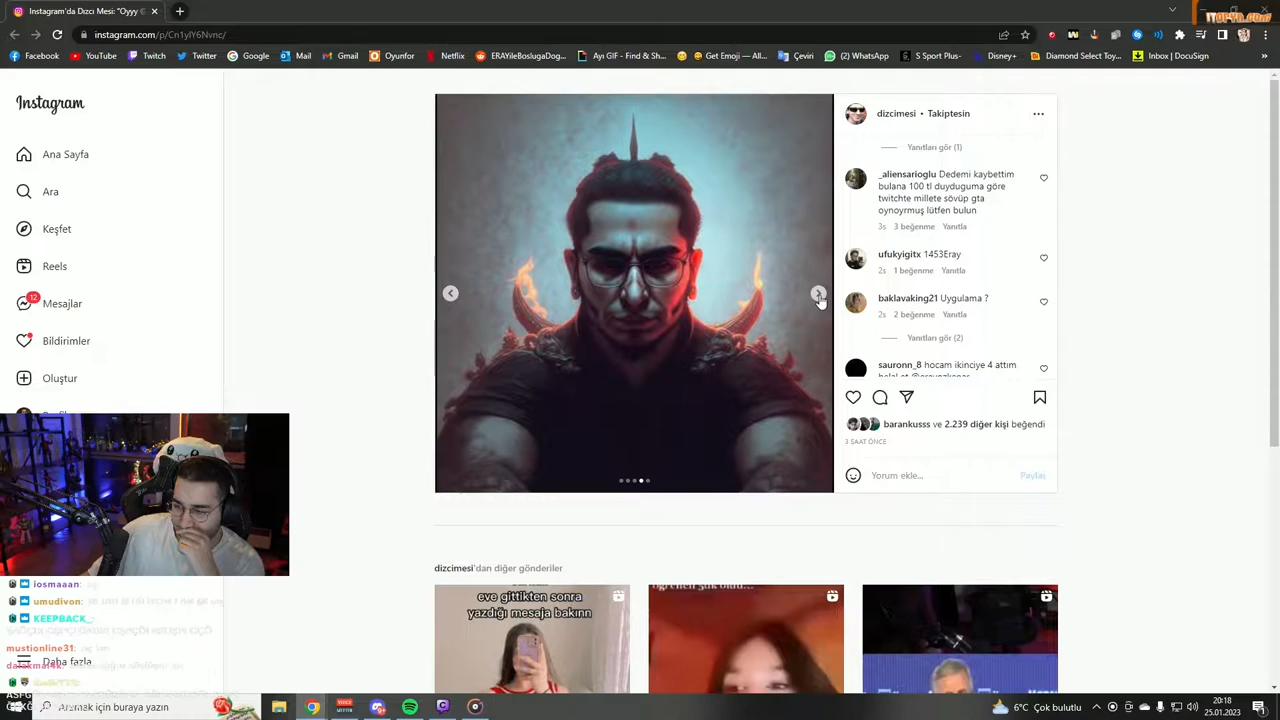 Instagram'da Dizci Mesi: "Oyyy
ITOPYA.COM
instagram.com/p/Cn1yIY6Nvnc/
Facebook YouTube Twitch Twitter Google Mail Gmail Oyunfor Netflix ERAYileBoslugaDog... Ayı GIF - Find & Sh... Get Emoji — All... Çeviri (2) WhatsApp S Sport Plus- Disney+ Diamond Select Toy... Inbox | DocuSign
Instagram
Ana Sayfa
Ara
Keşfet
Reels
12
Mesajlar
Bildirimler
Oluştur
dizcimesi • Takiptesin
Yanıtları gör (1)
_aliensarioglu Dedemi kaybettim
bulana 100 tl duyduguma göre
twitchte millete sövüp gta
oynoyrmuş lütfen bulun
3s 3 beğenme Yanıtla
ufukyigitx 1453Eray
2s 1 beğenme Yanıtla
baklavaking21 Uygulama ?
2s 2 beğenme Yanıtla
Yanıtları gör (2)
sauronn_8 hocam ikinciye 4 attım
barankusss ve 2.239 diğer kişi beğendi
3 SAAT ÖNCE
Yorum ekle...
Paylaş
dizcimesi'dan diğer gönderiler
eve gittikten sonra
yazdığı mesaja bakınn
iosmaaan:
umudivon:
KEEPBACK_:
mustionline31:
Daha fazla
Aramak için buraya yazın
6°C Çok bulutlu
20:18
25.01.2023